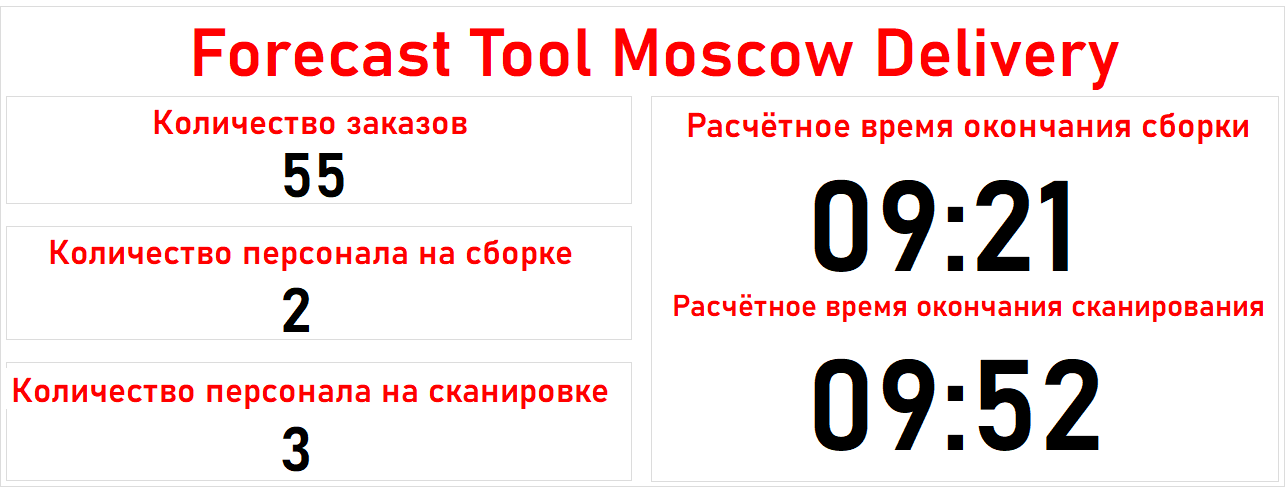 Forecast Tool Moscow Delivery
Количество заказов
55
Количество персонала на сборке
2
Количество персонала на сканировке
3
Расчётное время окончания сборки
09:21
Расчётное время окончания сканирования
09:52